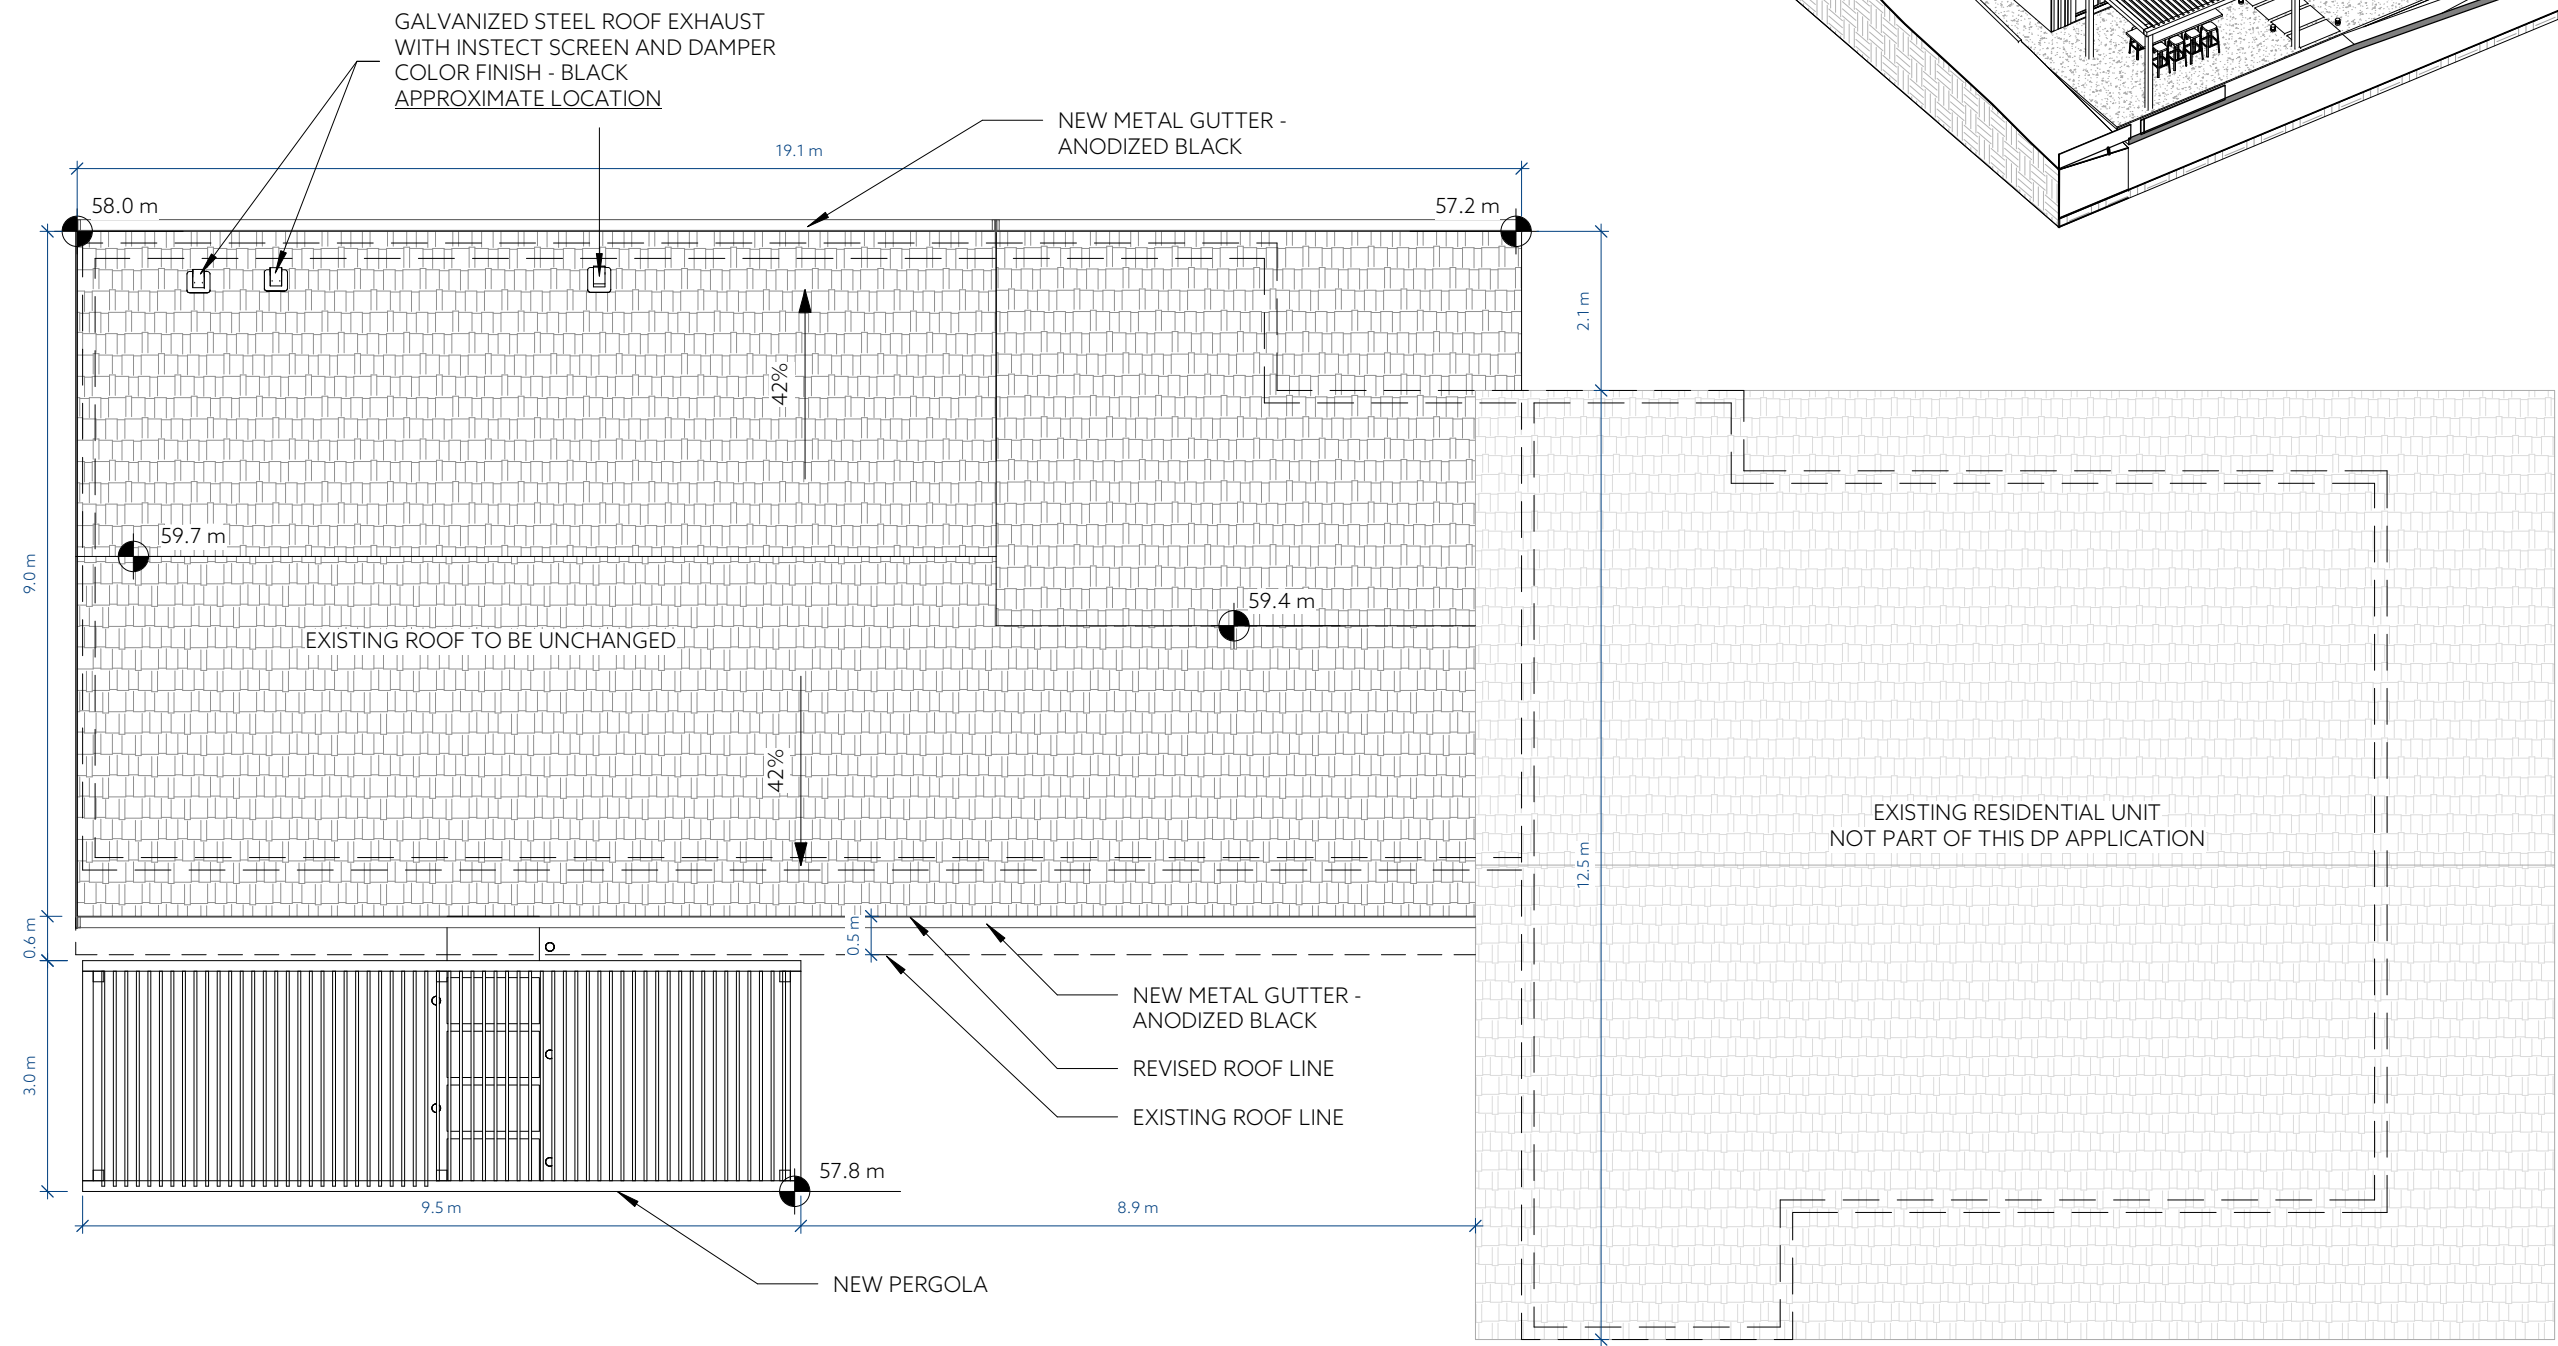 GALVANIZED STEEL ROOF EXHAUST
WITH INSTECT SCREEN AND DAMPER
COLOR FINISH - BLACK
APPROXIMATE LOCATION
NEW METAL GUTTER -
ANODIZED BLACK
19.1 m
58.0 m
57.2 m
2.1 m
42%
9.0 m
59.7 m
59.4 m
EXISTING ROOF TO BE UNCHANGED
42%
EXISTING RESIDENTIAL UNIT
NOT PART OF THIS DP APPLICATION
12.5 m
0.6 m
0.5 m
NEW METAL GUTTER -
ANODIZED BLACK
REVISED ROOF LINE
EXISTING ROOF LINE
3.0 m
57.8 m
9.5 m
8.9 m
NEW PERGOLA